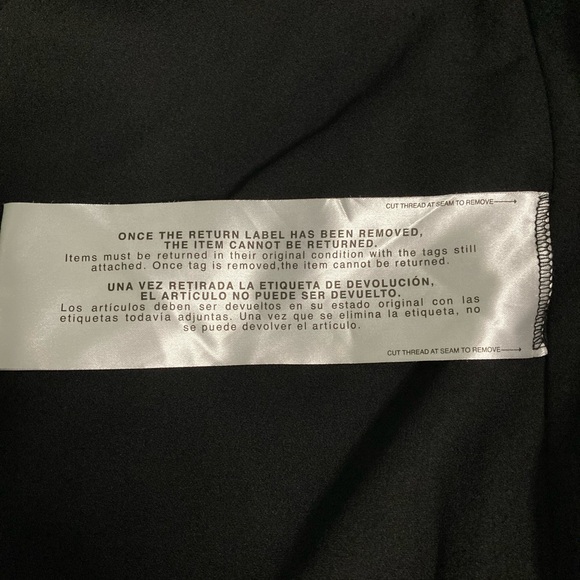 CUT THREAD AT SEAM TO REMOVE
ONCE THE RETURN LABEL HAS BEEN REMOVED,
THE ITEM CANNOT BE RETURNED.
Items must be returned in their original condition with the tags still
attached. Once tag is removed,the item cannot be returned.
UNA VEZ RETIRADA LA ETIQUETA DE DEVOLUCIÓN,
EL ARTÍCULO NO PUEDE SER DEVUELTO.
Los artículos deben ser devueltos en su estado original con las
etiquetas todavia adjuntas. Una vez que se elimina la etiqueta, no
se puede devolver el articulo.
CUT THREAD AT SEAM TO REMOVE